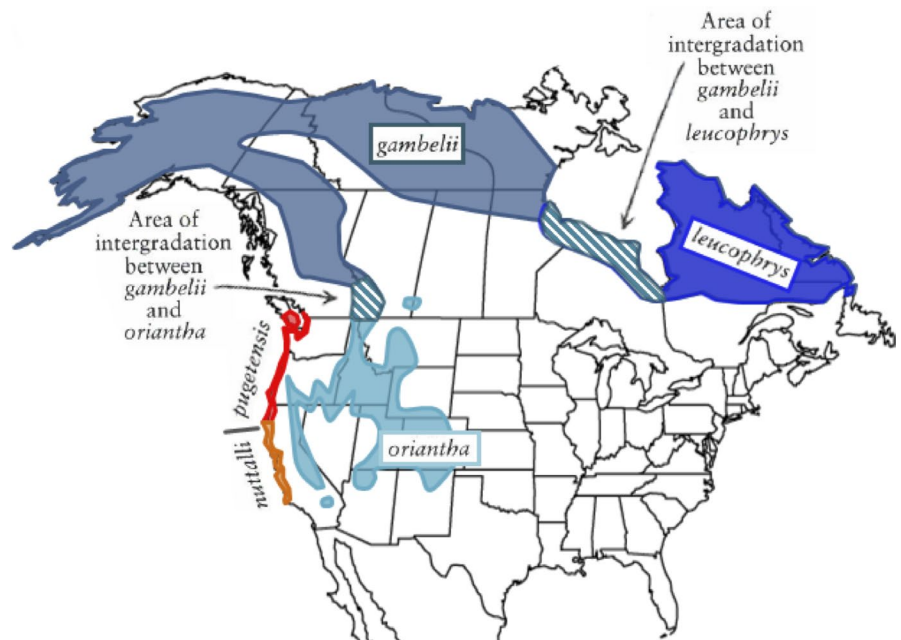 Area of
intergradation
between
gambelii
and
leucophrys
gambelii
leucophrys
Area of
intergradation
between
gambelii
and
oriantha
pugetensis
nuttalli
oriantha